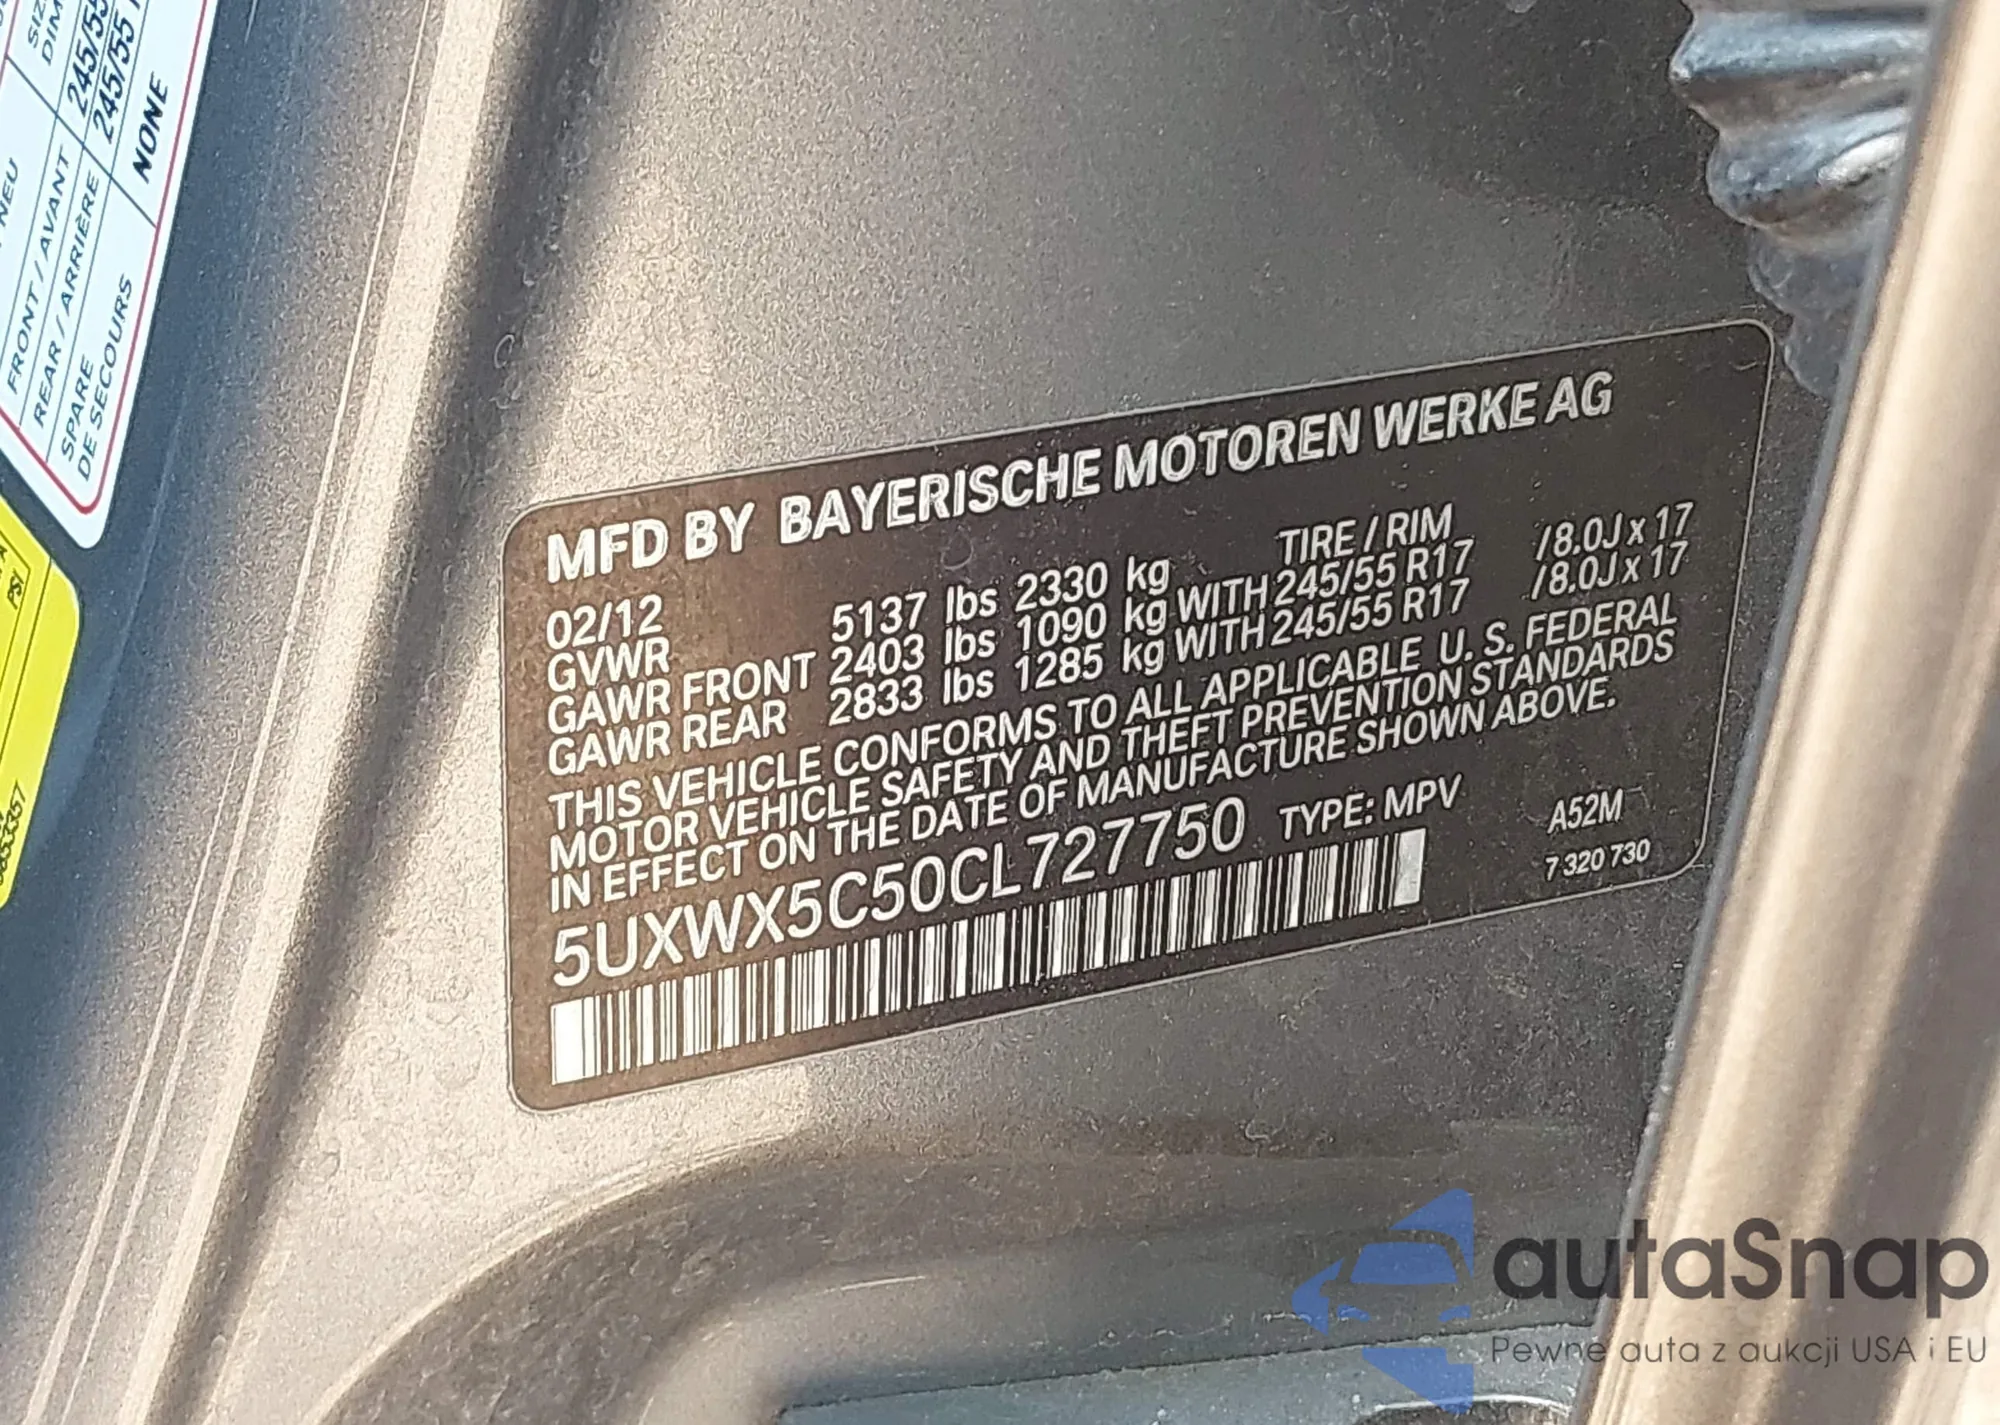 SIZE
DIM
NEU
FRONT / AVANT
245/55
REAR / ARRIÈRE
245/55
SPARE
DE SECOURS
NONE
PSI
MFD BY BAYERISCHE MOTOREN WERKE AG
02/12 TIRE / RIM
GVWR 5137 lbs 2330 kg
GAWR FRONT 2403 lbs 1090 kg WITH 245/55 R17 /8.0J x 17
GAWR REAR 2833 lbs 1285 kg WITH 245/55 R17 /8.0J x 17
THIS VEHICLE CONFORMS TO ALL APPLICABLE U. S. FEDERAL
MOTOR VEHICLE SAFETY AND THEFT PREVENTION STANDARDS
IN EFFECT ON THE DATE OF MANUFACTURE SHOWN ABOVE.
5UXWX5C50CL727750 TYPE: MPV A52M
7 320 730
autaSnap
Pewne auta z aukcji USA i EU